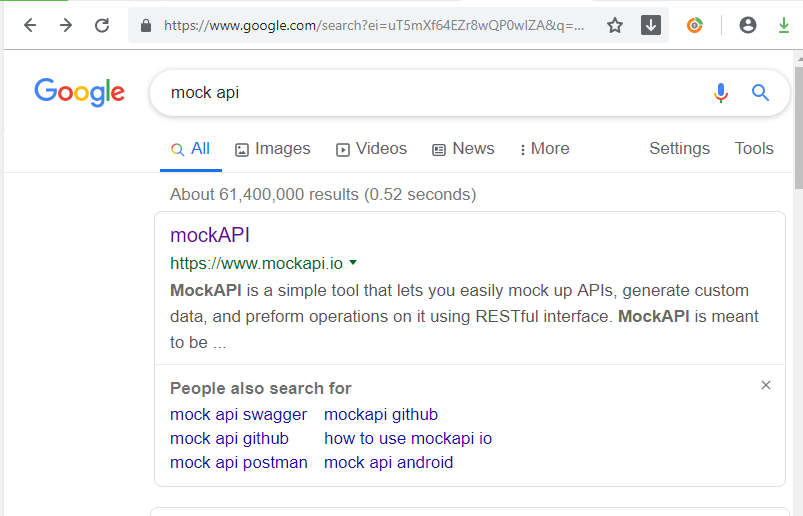 https://www.google.com/search?ei=uT5mXf64EZr8wQP0wIZA&q=...
Google
mock api
All Images Videos News More Settings Tools
About 61,400,000 results (0.52 seconds)
mockAPI
https://www.mockapi.io
MockAPI is a simple tool that lets you easily mock up APIs, generate custom
data, and preform operations on it using RESTful interface. MockAPI is meant
to be ...
People also search for
mock api swagger mockapi github
mock api github how to use mockapi io
mock api postman mock api android